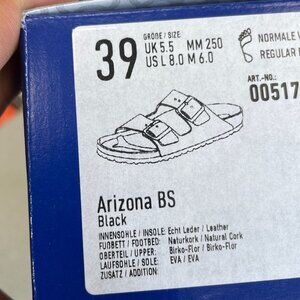 GRÖßE / SIZE
39
UK 5.5 MM 250
US L 8.0 M 6.0
NORMALE
REGULAR
ART.-NO.:
00517
Arizona BS
Black
INNENSOHLE / INSOLE: Echt Leder / Leather
FUßBETT / FOOTBED: Naturkork / Natural Cork
OBERTEIL / UPPER: Birko-Flor / Birko-Flor
LAUFSOHLE / SOLE: EVA / EVA
ZUSATZ / ADDITION: